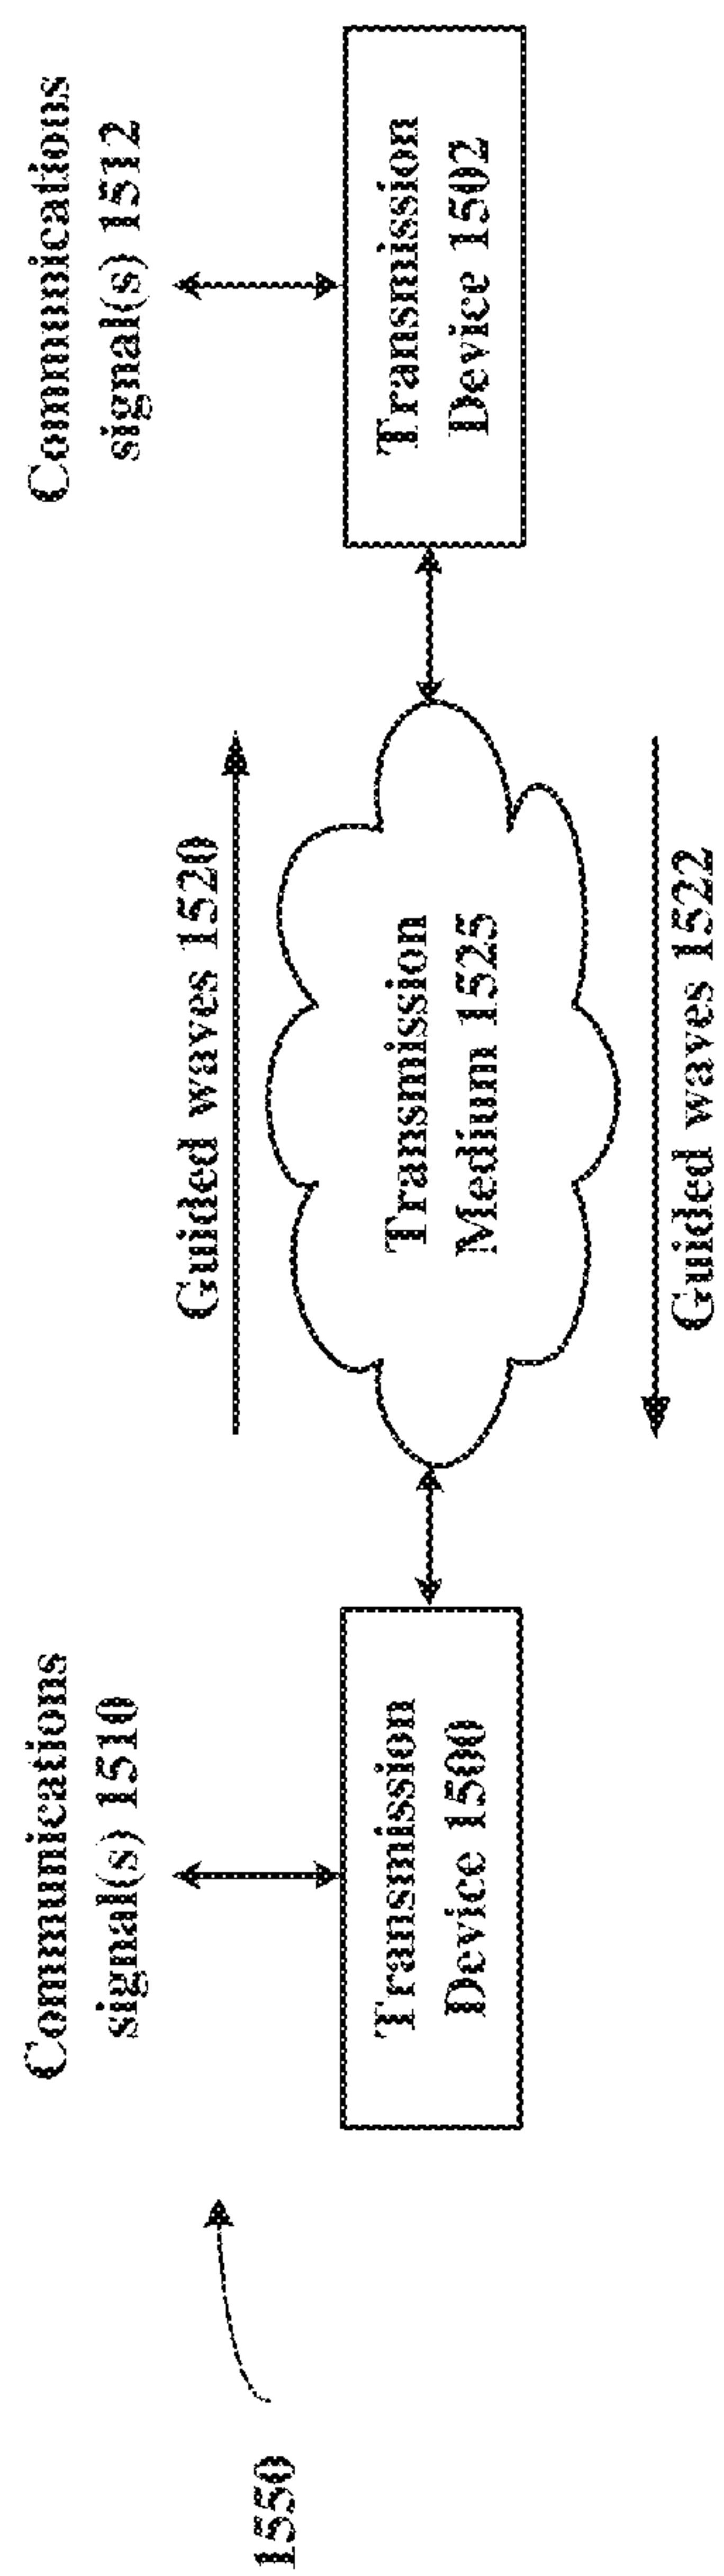 1550
Communications
signal(s) 1510
Transmission
Device 1500
Guided waves 1520
Transmission
Medium 1525
Guided waves 1522
Communications
signal(s) 1512
Transmission
Device 1502